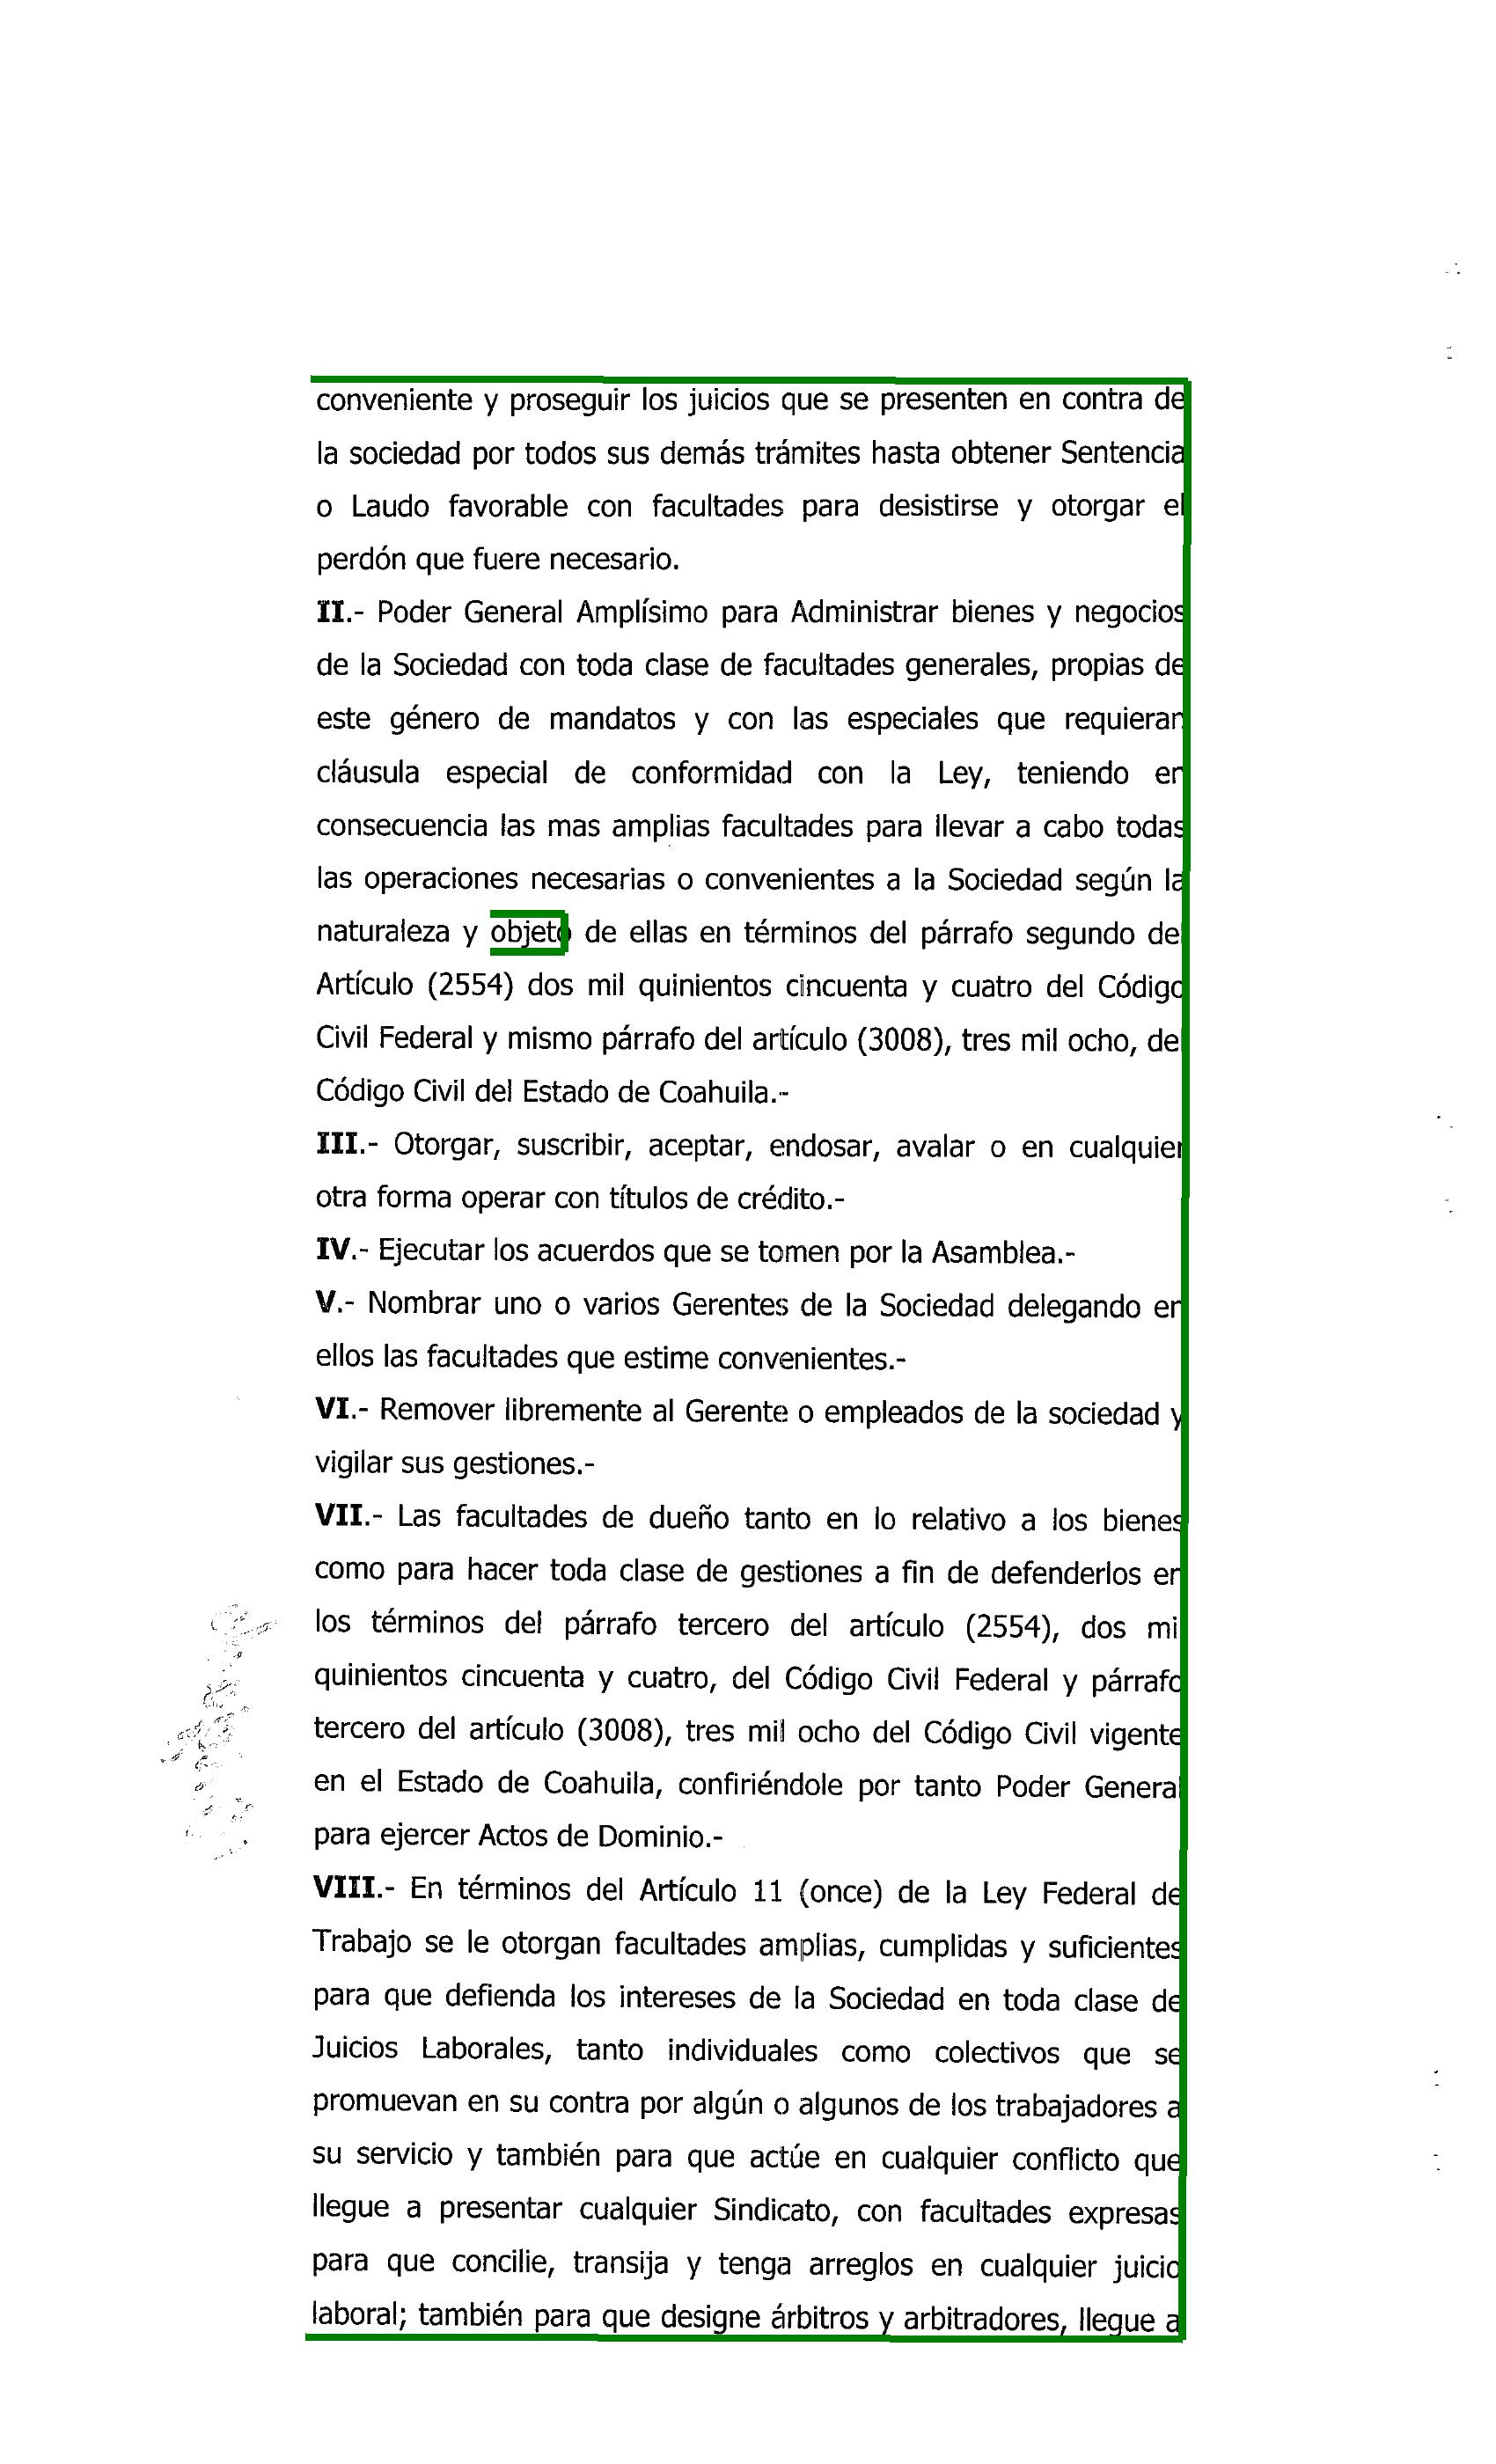 conveniente y proseguir los juicios que se presenten en contra de
la sociedad por todos sus demás trámites hasta obtener Sentencia
o Laudo favorable con facultades para desistirse y otorgar el
perdón que fuere necesario.
II.- Poder General Amplísimo para Administrar bienes y negocios
de la Sociedad con toda clase de facultades generales, propias de
este género de mandatos y con las especiales que requieran
cláusula especial de conformidad con la Ley, teniendo en
consecuencia las mas amplias facultades para llevar a cabo todas
las operaciones necesarias o convenientes a la Sociedad según la
naturaleza y objeto de ellas en términos del párrafo segundo del
Artículo (2554) dos mil quinientos cincuenta y cuatro del Código
Civil Federal y mismo párrafo del artículo (3008), tres mil ocho, del
Código Civil del Estado de Coahuila.-
III.- Otorgar, suscribir, aceptar, endosar, avalar o en cualquier
otra forma operar con títulos de crédito.-
IV.- Ejecutar los acuerdos que se tomen por la Asamblea.-
V.- Nombrar uno o varios Gerentes de la Sociedad delegando en
ellos las facultades que estime convenientes.-
VI.- Remover libremente al Gerente o empleados de la sociedad y
vigilar sus gestiones.-
VII.- Las facultades de dueño tanto en lo relativo a los bienes
como para hacer toda clase de gestiones a fin de defenderlos en
los términos del párrafo tercero del artículo (2554), dos mil
quinientos cincuenta y cuatro, del Código Civil Federal y párrafo
tercero del artículo (3008), tres mil ocho del Código Civil vigente
en el Estado de Coahuila, confiriéndole por tanto Poder General
para ejercer Actos de Dominio.-
VIII.- En términos del Artículo 11 (once) de la Ley Federal de
Trabajo se le otorgan facultades amplias, cumplidas y suficientes
para que defienda los intereses de la Sociedad en toda clase de
Juicios Laborales, tanto individuales como colectivos que se
promuevan en su contra por algún o algunos de los trabajadores a
su servicio y también para que actúe en cualquier conflicto que
llegue a presentar cualquier Sindicato, con facultades expresas
para que concilie, transija y tenga arreglos en cualquier juicio
laboral; también para que designe árbitros y arbitradores, llegue a